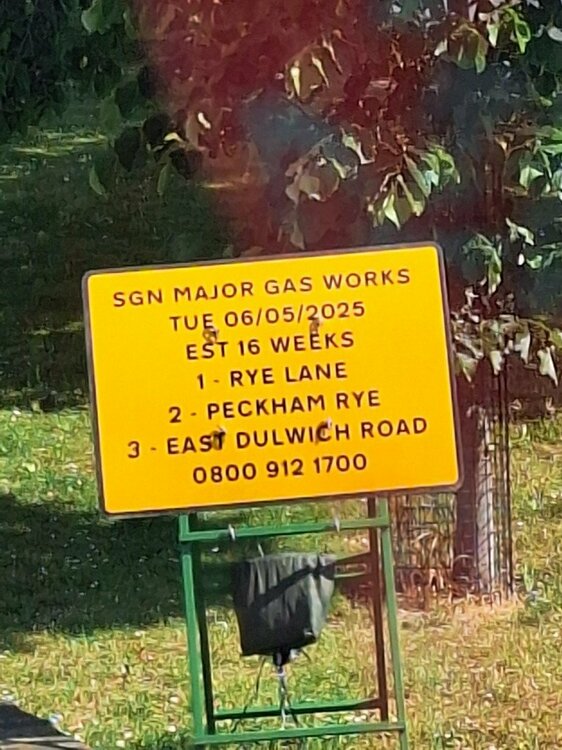 SGN MAJOR GAS WORKS
TUE 06/05/2025
EST 16 WEEKS
1 - RYE LANE
2 - PECKHAM RYE
3 - EAST DULWICH ROAD
0800 912 1700